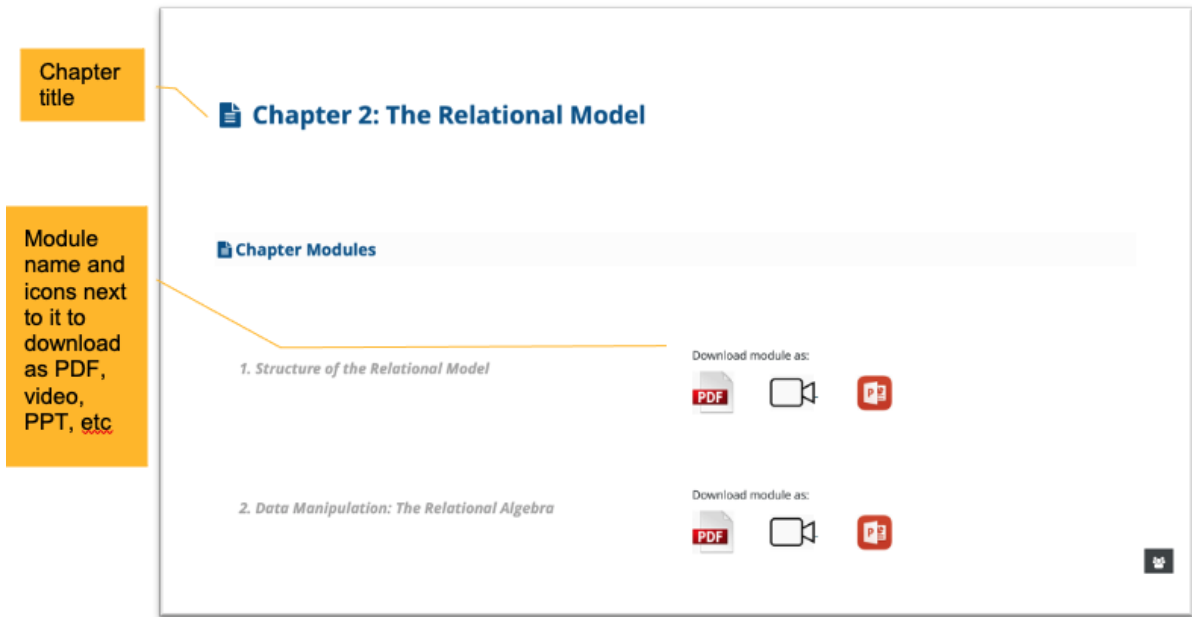 Chapter
title
Chapter 2: The Relational Model
Module
name and
icons next
to it to
download
as PDF,
video,
PPT, etc
Chapter Modules
1. Structure of the Relational Model
Download module as:
PDF
P
2. Data Manipulation: The Relational Algebra
Download module as:
PDF
P